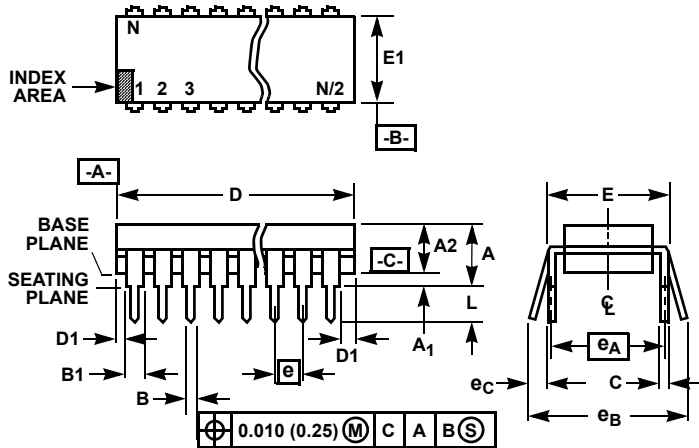 N
E1
INDEX
AREA
1 2 3 N/2
-B-
-A-
D
E
BASE
PLANE
A2
A
-C-
SEATING
PLANE
L
℄
D1
A1
D1
eA
B1
e
eC
C
B
eB
⌖ 0.010 (0.25) Ⓜ C A B Ⓢ